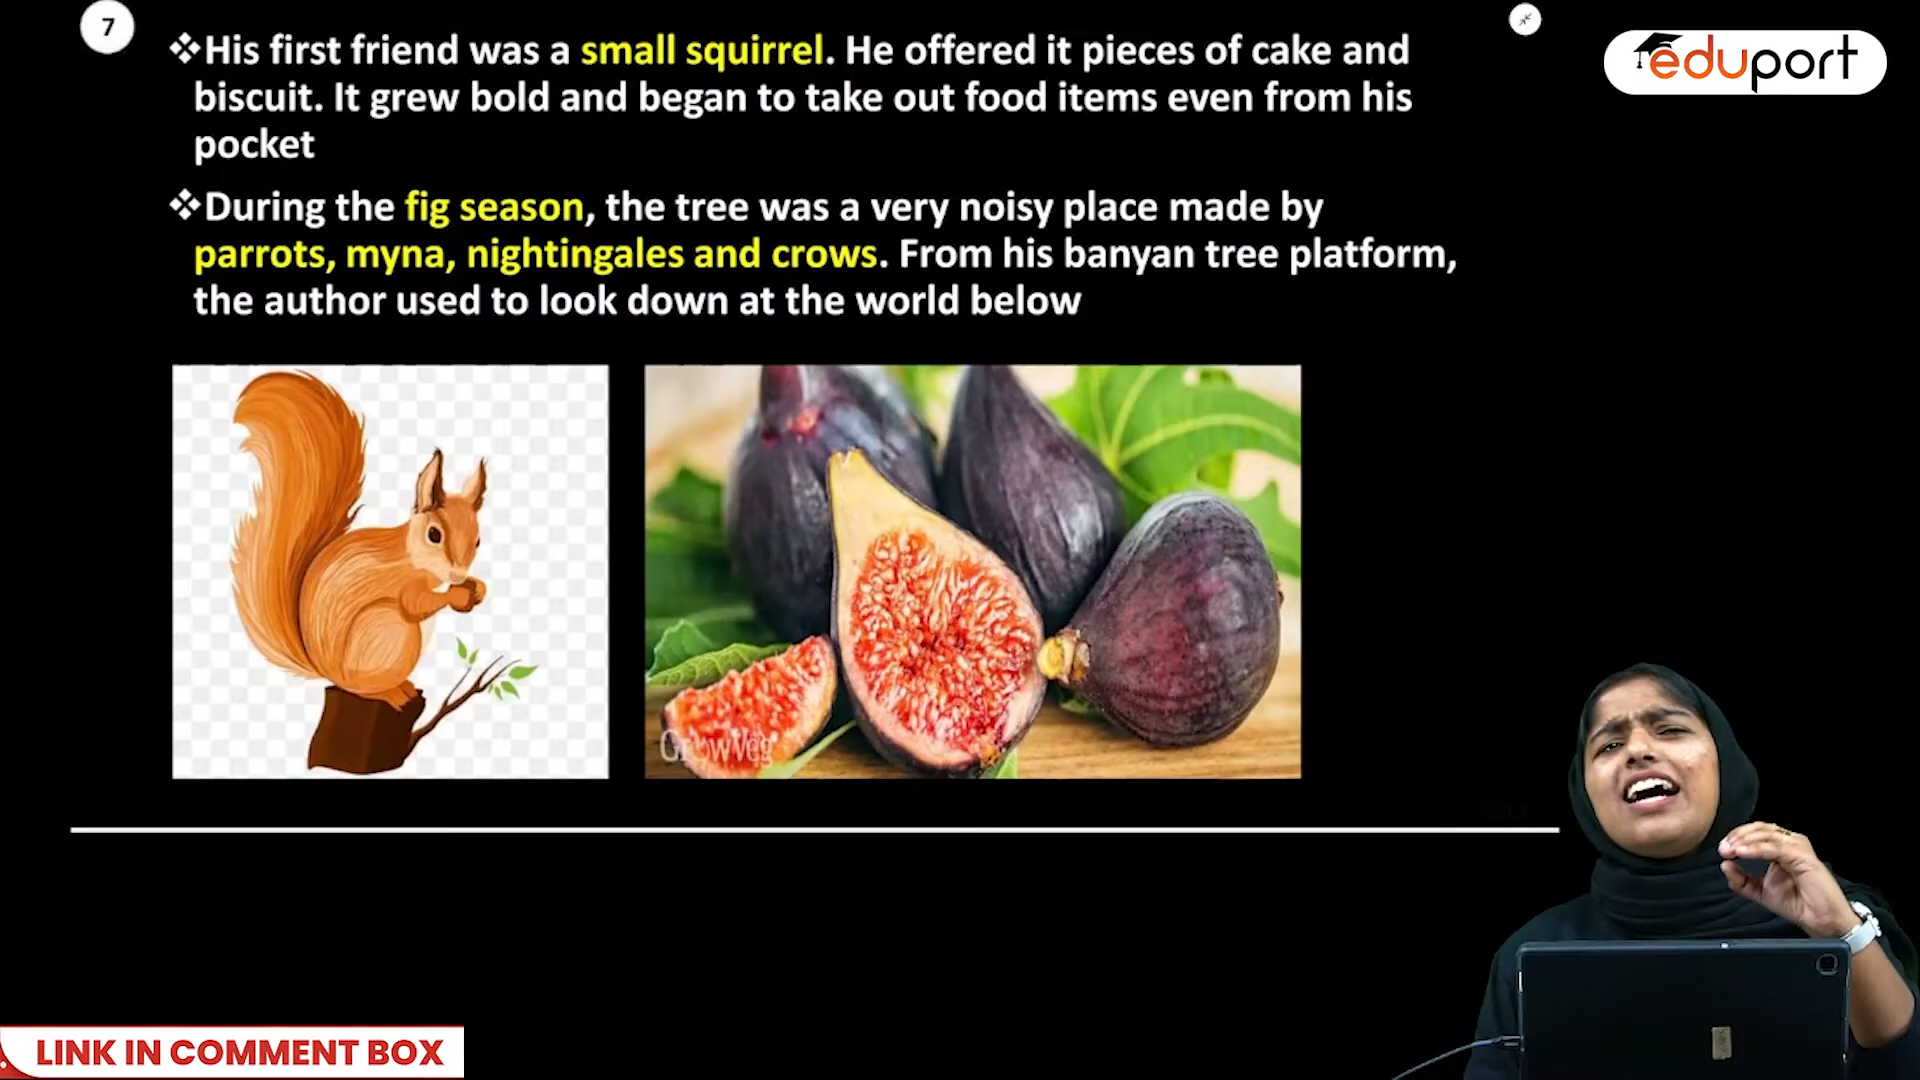 7
❖His first friend was a small squirrel. He offered it pieces of cake and
biscuit. It grew bold and began to take out food items even from his
pocket
❖During the fig season, the tree was a very noisy place made by
parrots, myna, nightingales and crows. From his banyan tree platform,
the author used to look down at the world below
eduport
GrowVeg
LINK IN COMMENT BOX